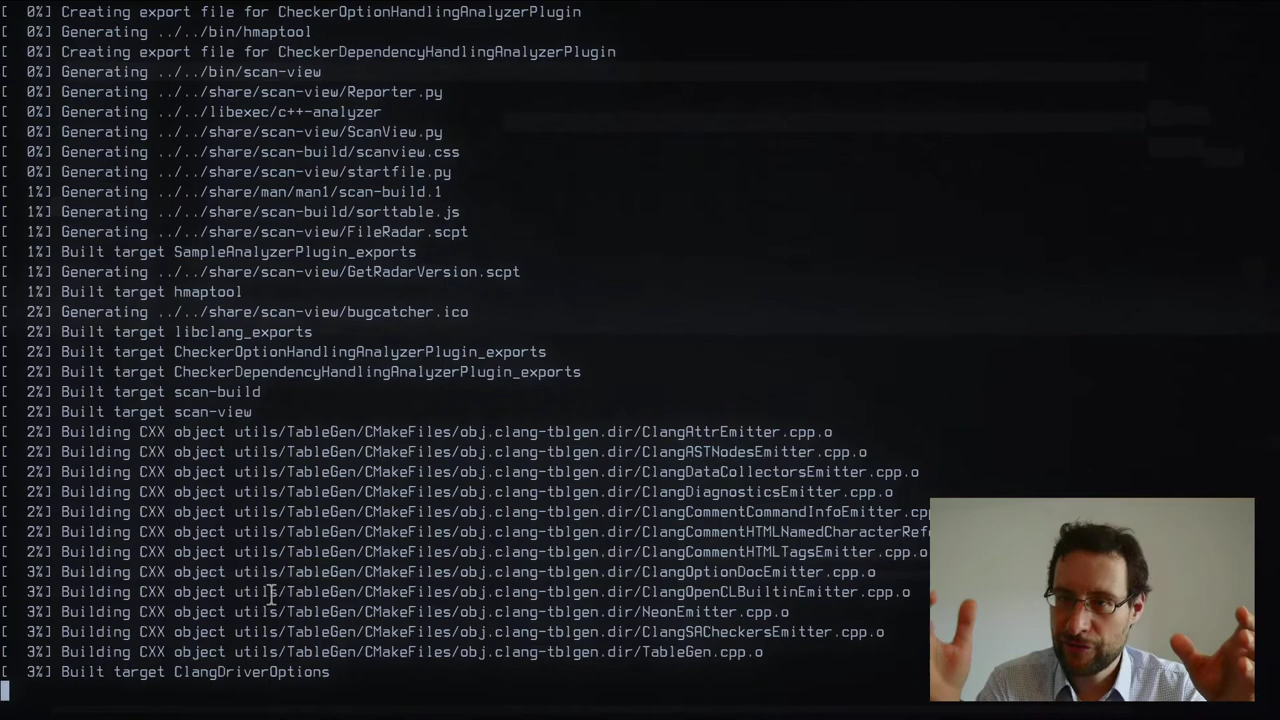 [  0%] Creating export file for CheckerOptionHandlingAnalyzerPlugin
[  0%] Generating ../../bin/hmaptool
[  0%] Creating export file for CheckerDependencyHandlingAnalyzerPlugin
[  0%] Generating ../../bin/scan-view
[  0%] Generating ../../share/scan-view/Reporter.py
[  0%] Generating ../../libexec/c++-analyzer
[  0%] Generating ../../share/scan-view/ScanView.py
[  0%] Generating ../../share/scan-build/scanview.css
[  0%] Generating ../../share/scan-view/startfile.py
[  1%] Generating ../../share/man/man1/scan-build.1
[  1%] Generating ../../share/scan-build/sorttable.js
[  1%] Generating ../../share/scan-view/FileRadar.scpt
[  1%] Built target SampleAnalyzerPlugin_exports
[  1%] Generating ../../share/scan-view/GetRadarVersion.scpt
[  1%] Built target hmaptool
[  2%] Generating ../../share/scan-view/bugcatcher.ico
[  2%] Built target libclang_exports
[  2%] Built target CheckerOptionHandlingAnalyzerPlugin_exports
[  2%] Built target CheckerDependencyHandlingAnalyzerPlugin_exports
[  2%] Built target scan-build
[  2%] Built target scan-view
[  2%] Building CXX object utils/TableGen/CMakeFiles/obj.clang-tblgen.dir/ClangAttrEmitter.cpp.o
[  2%] Building CXX object utils/TableGen/CMakeFiles/obj.clang-tblgen.dir/ClangASTNodesEmitter.cpp.o
[  2%] Building CXX object utils/TableGen/CMakeFiles/obj.clang-tblgen.dir/ClangDataCollectorsEmitter.cpp.o
[  2%] Building CXX object utils/TableGen/CMakeFiles/obj.clang-tblgen.dir/ClangDiagnosticsEmitter.cpp.o
[  2%] Building CXX object utils/TableGen/CMakeFiles/obj.clang-tblgen.dir/ClangCommentCommandInfoEmitter.cp
[  2%] Building CXX object utils/TableGen/CMakeFiles/obj.clang-tblgen.dir/ClangCommentHTMLNamedCharacterRef
[  2%] Building CXX object utils/TableGen/CMakeFiles/obj.clang-tblgen.dir/ClangCommentHTMLTagsEmitter.cpp.o
[  3%] Building CXX object utils/TableGen/CMakeFiles/obj.clang-tblgen.dir/ClangOptionDocEmitter.cpp.o
[  3%] Building CXX object utils/TableGen/CMakeFiles/obj.clang-tblgen.dir/ClangOpenCLBuiltinEmitter.cpp.o
[  3%] Building CXX object utils/TableGen/CMakeFiles/obj.clang-tblgen.dir/NeonEmitter.cpp.o
[  3%] Building CXX object utils/TableGen/CMakeFiles/obj.clang-tblgen.dir/ClangSACheckersEmitter.cpp.o
[  3%] Building CXX object utils/TableGen/CMakeFiles/obj.clang-tblgen.dir/TableGen.cpp.o
[  3%] Built target ClangDriverOptions